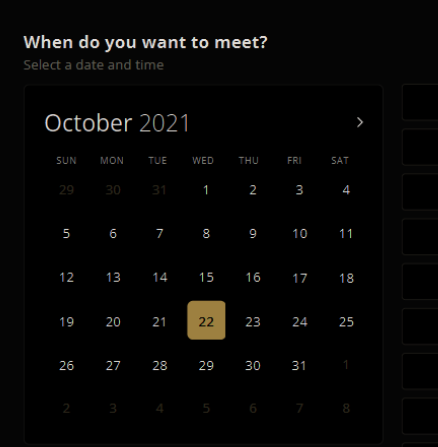 When do you want to meet?
Select a date and time
October 2021
SUN MON TUE WED THU FRI SAT
29 30 31 1 2 3 4
5 6 7 8 9 10 11
12 13 14 15 16 17 18
19 20 21 22 23 24 25
26 27 28 29 30 31 1
2 3 4 5 6 7 8